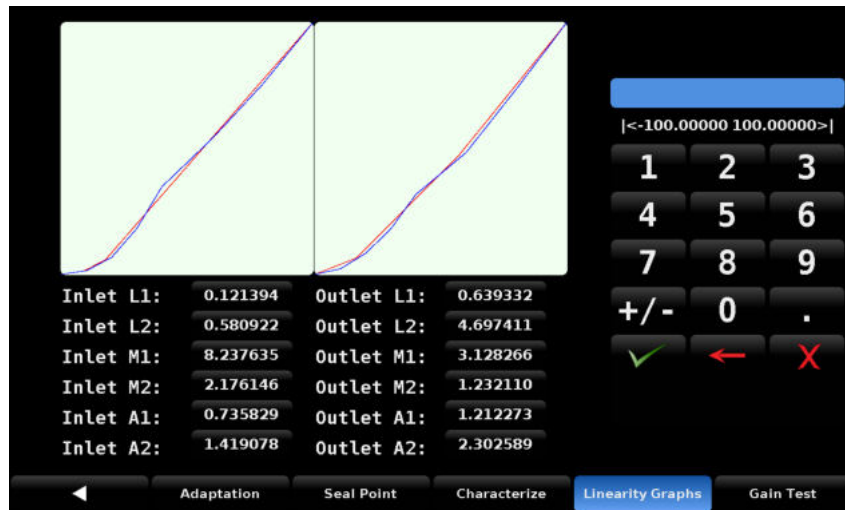 |<-100.00000 100.00000>|
1 2 3
4 5 6
7 8 9
+/- 0 .
X
Inlet L1: 0.121394 Outlet L1: 0.639332
Inlet L2: 0.580922 Outlet L2: 4.697411
Inlet M1: 8.237635 Outlet M1: 3.128266
Inlet M2: 2.176146 Outlet M2: 1.232110
Inlet A1: 0.735829 Outlet A1: 1.212273
Inlet A2: 1.419078 Outlet A2: 2.302589
Adaptation Seal Point Characterize Linearity Graphs Gain Test